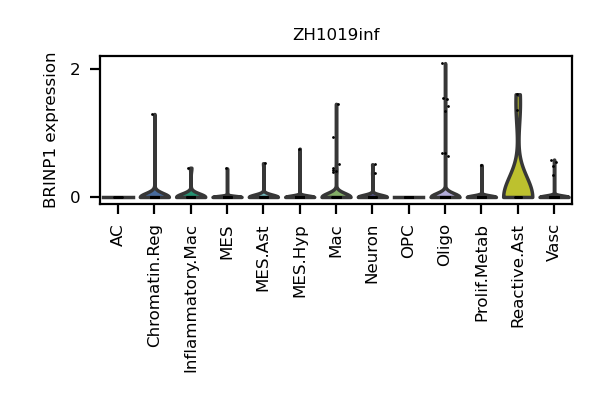 ZH1019inf
BRINP1 expression
2
0
AC
Chromatin.Reg
Inflammatory.Mac
MES
MES.Ast
MES.Hyp
Mac
Neuron
OPC
Oligo
Prolif.Metab
Reactive.Ast
Vasc